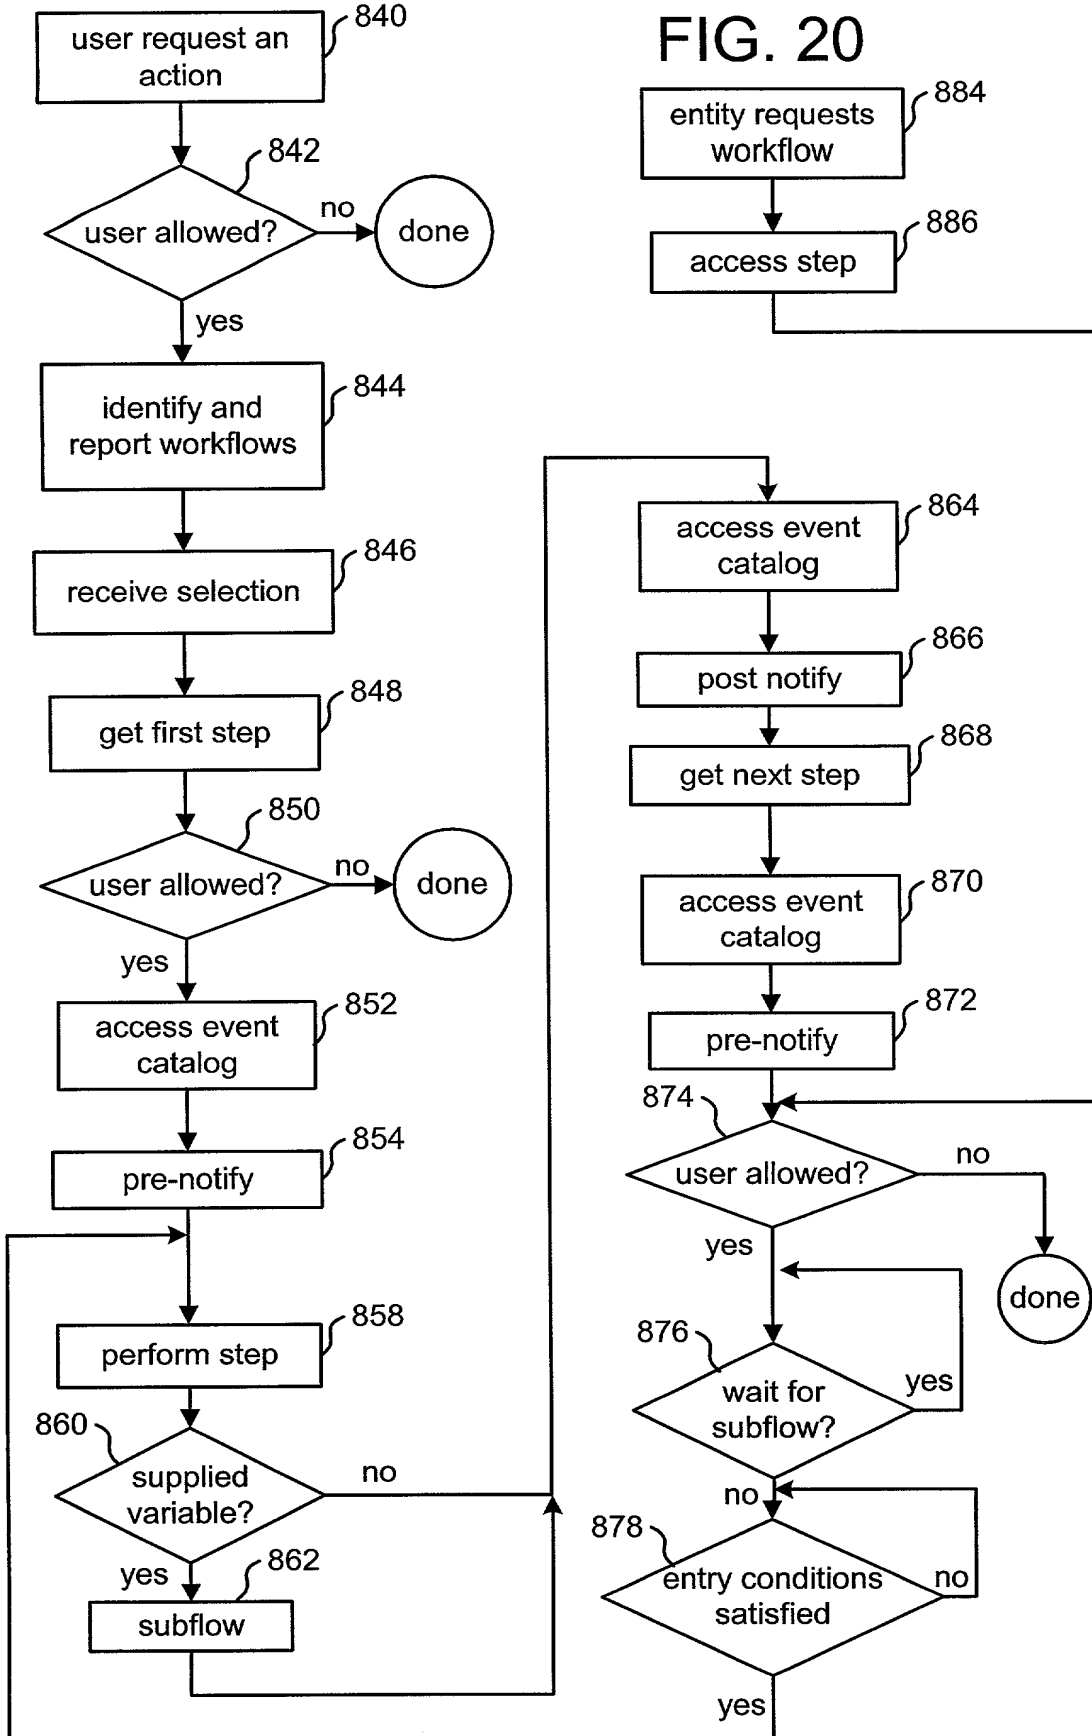 FIG. 20
840
user request an
action
842
user allowed?
no
done
yes
844
identify and
report workflows
846
receive selection
848
get first step
850
user allowed?
no
done
yes
852
access event
catalog
854
pre-notify
858
perform step
860
supplied
variable?
no
yes
862
subflow
884
entity requests
workflow
886
access step
864
access event
catalog
866
post notify
868
get next step
870
access event
catalog
872
pre-notify
874
user allowed?
no
done
yes
876
wait for
subflow?
yes
no
878
entry conditions
satisfied
no
yes